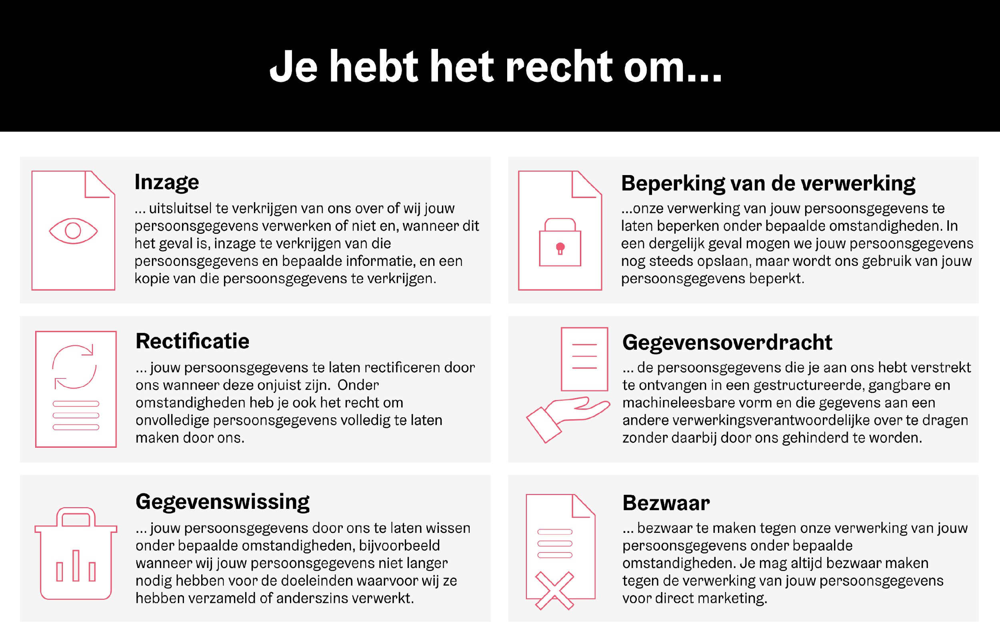 Je hebt het recht om...
Inzage
... uitsluitsel te verkrijgen van ons over of wij jouw
persoonsgegevens verwerken of niet en, wanneer dit
het geval is, inzage te verkrijgen van die
persoonsgegevens en bepaalde informatie, en een
kopie van die persoonsgegevens te verkrijgen.
Beperking van de verwerking
...onze verwerking van jouw persoonsgegevens te
laten beperken onder bepaalde omstandigheden. In
een dergelijk geval mogen we jouw persoonsgegevens
nog steeds opslaan, maar wordt ons gebruik van jouw
persoonsgegevens beperkt.
Rectificatie
... jouw persoonsgegevens te laten rectificeren door
ons wanneer deze onjuist zijn.  Onder
omstandigheden heb je ook het recht om
onvolledige persoonsgegevens volledig te laten
maken door ons.
Gegevensoverdracht
... de persoonsgegevens die je aan ons hebt verstrekt
te ontvangen in een gestructureerde, gangbare en
machineleesbare vorm en die gegevens aan een
andere verwerkingsverantwoordelijke over te dragen
zonder daarbij door ons gehinderd te worden.
Gegevenswissing
... jouw persoonsgegevens door ons te laten wissen
onder bepaalde omstandigheden, bijvoorbeeld
wanneer wij jouw persoonsgegevens niet langer
nodig hebben voor de doeleinden waarvoor wij ze
hebben verzameld of anderszins verwerkt.
Bezwaar
... bezwaar te maken tegen onze verwerking van jouw
persoonsgegevens onder bepaalde
omstandigheden. Je mag altijd bezwaar maken
tegen de verwerking van jouw persoonsgegevens
voor direct marketing.